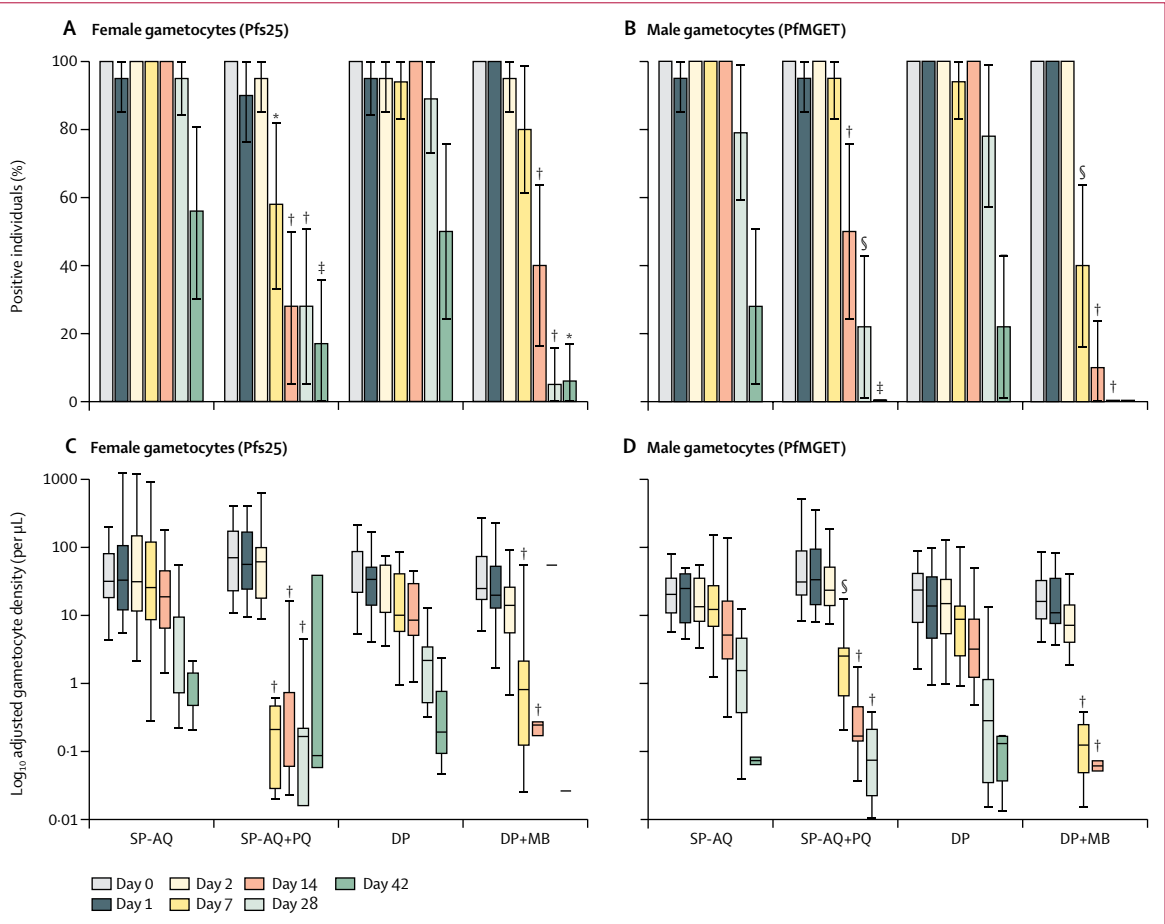 A Female gametocytes (Pfs25)
B Male gametocytes (PfMGET)
Positive individuals (%)
100
80
60
40
20
0
* † † ‡
† † *
† § ‡
§ † †
C Female gametocytes (Pfs25)
D Male gametocytes (PfMGET)
Log₁₀ adjusted gametocyte density (per μL)
1000
100
10
1
0·1
0·01
† † †
† †
§ † †
† †
SP-AQ SP-AQ+PQ DP DP+MB
SP-AQ SP-AQ+PQ DP DP+MB
Day 0 Day 2 Day 14 Day 42
Day 1 Day 7 Day 28